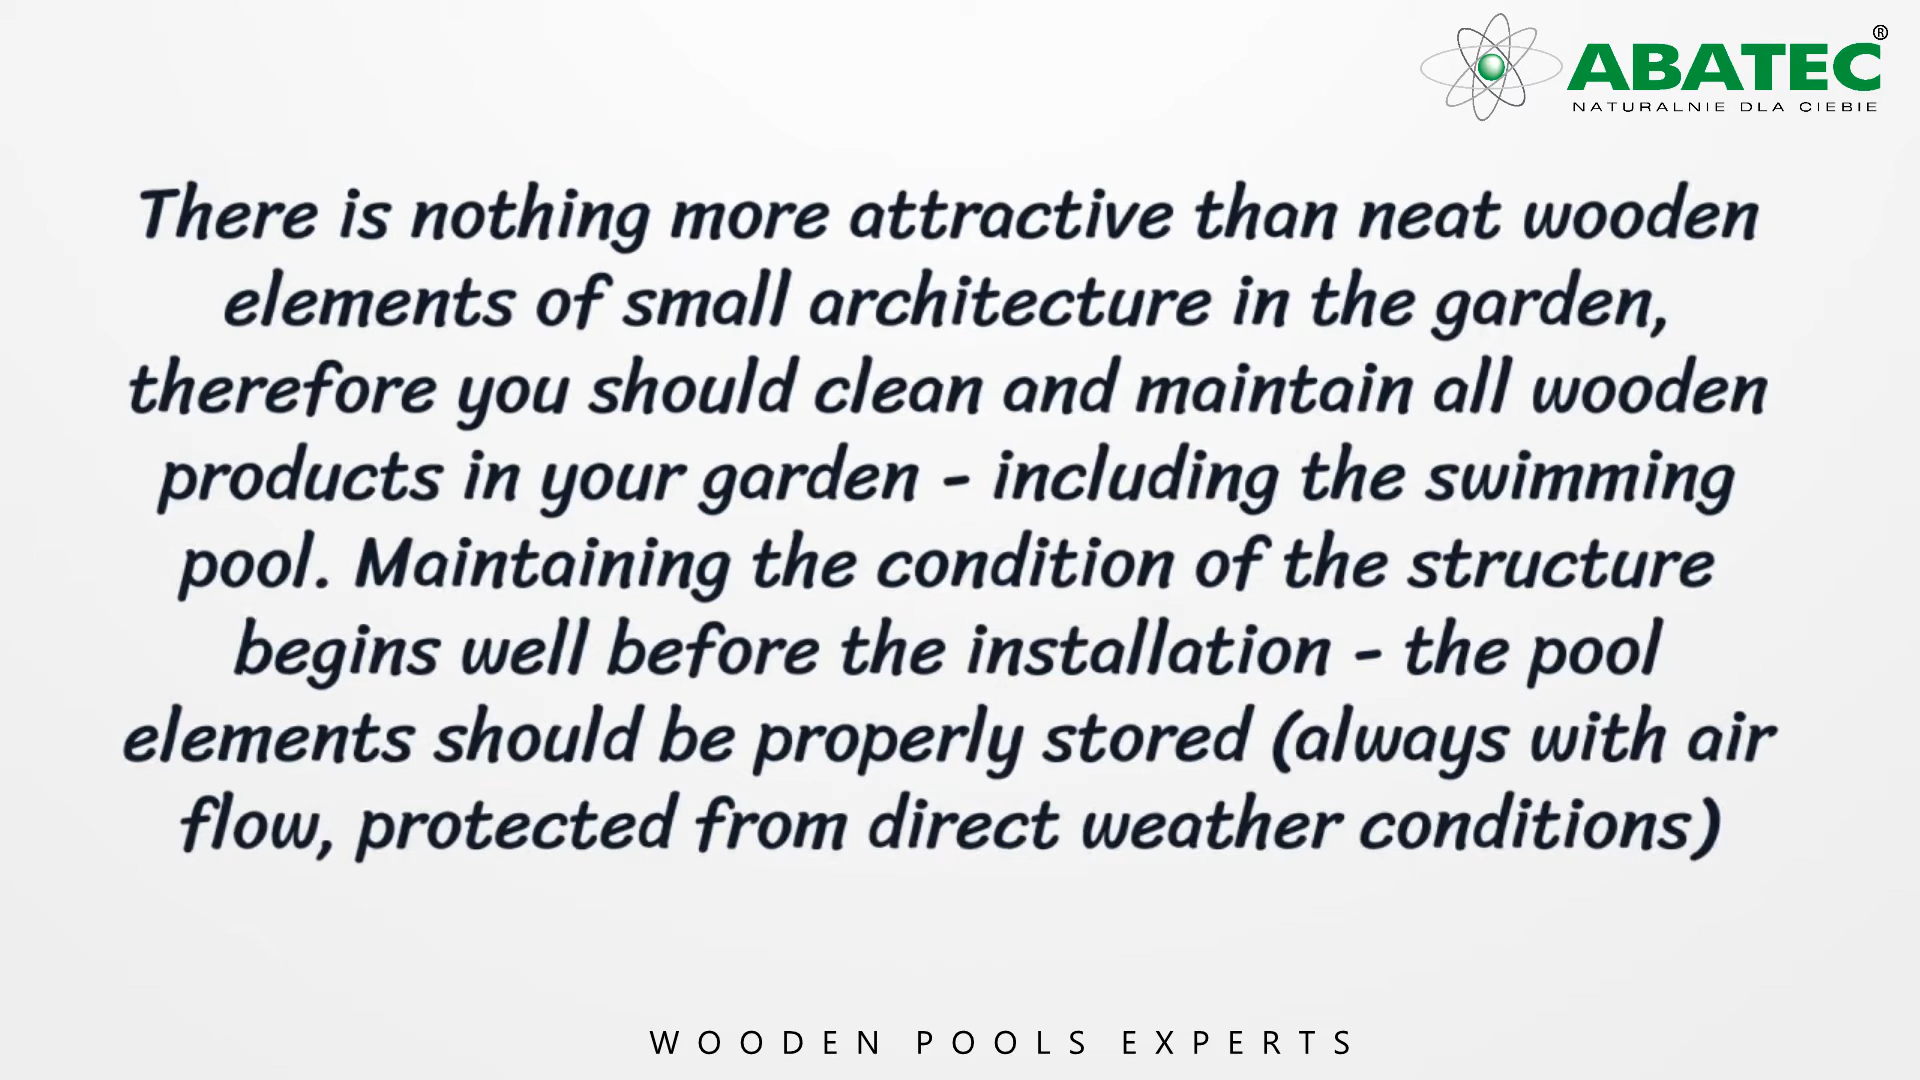 ABATEC®
NATURALNIE DLA CIEBIE
There is nothing more attractive than neat wooden
elements of small architecture in the garden,
therefore you should clean and maintain all wooden
products in your garden - including the swimming
pool. Maintaining the condition of the structure
begins well before the installation - the pool
elements should be properly stored (always with air
flow, protected from direct weather conditions)
WOODEN POOLS EXPERTS